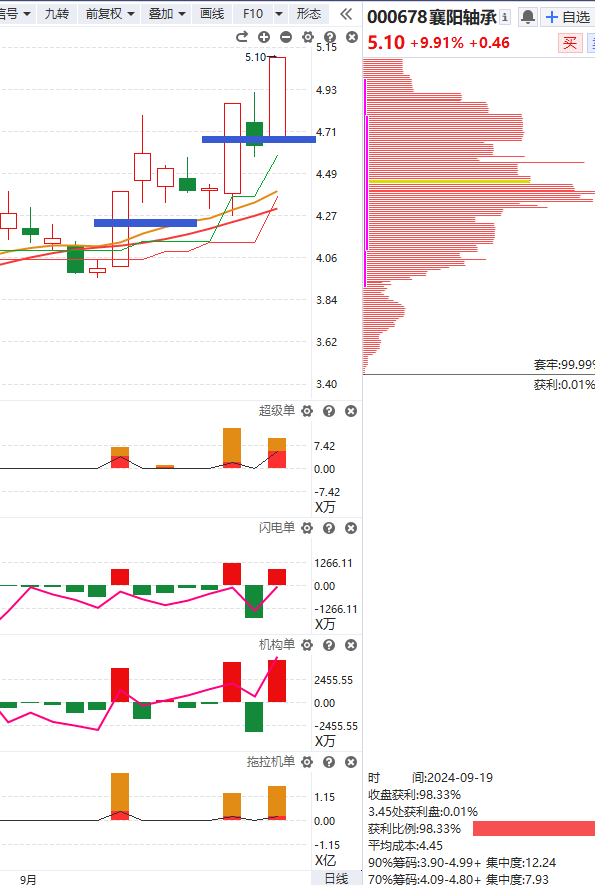 信号 九转 前复权 叠加 画线 F10 形态
000678 襄阳轴承 自选
5.10 +9.91% +0.46 买
5.15
5.10
4.93
4.71
4.49
4.27
4.06
3.84
3.62
3.40
套牢:99.99%
获利:0.01%
超级单
7.42
0.00
-7.42
X万
闪电单
1266.11
0.00
-1266.11
X万
机构单
2455.55
0.00
-2455.55
X万
拖拉机单
1.15
0.00
-1.15
X亿
9月 日线
时 间:2024-09-19
收盘获利:98.33%
3.45处获利盘:0.01%
获利比例:98.33%
平均成本:4.45
90%筹码:3.90-4.99+ 集中度:12.24
70%筹码:4.09-4.80+ 集中度:7.93